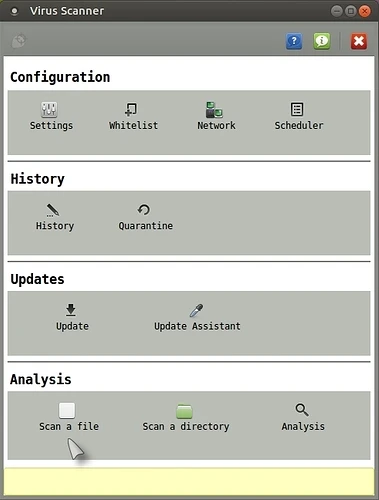 Virus Scanner
Configuration
Settings Whitelist Network Scheduler
History
History Quarantine
Updates
Update Update Assistant
Analysis
Scan a file Scan a directory Analysis